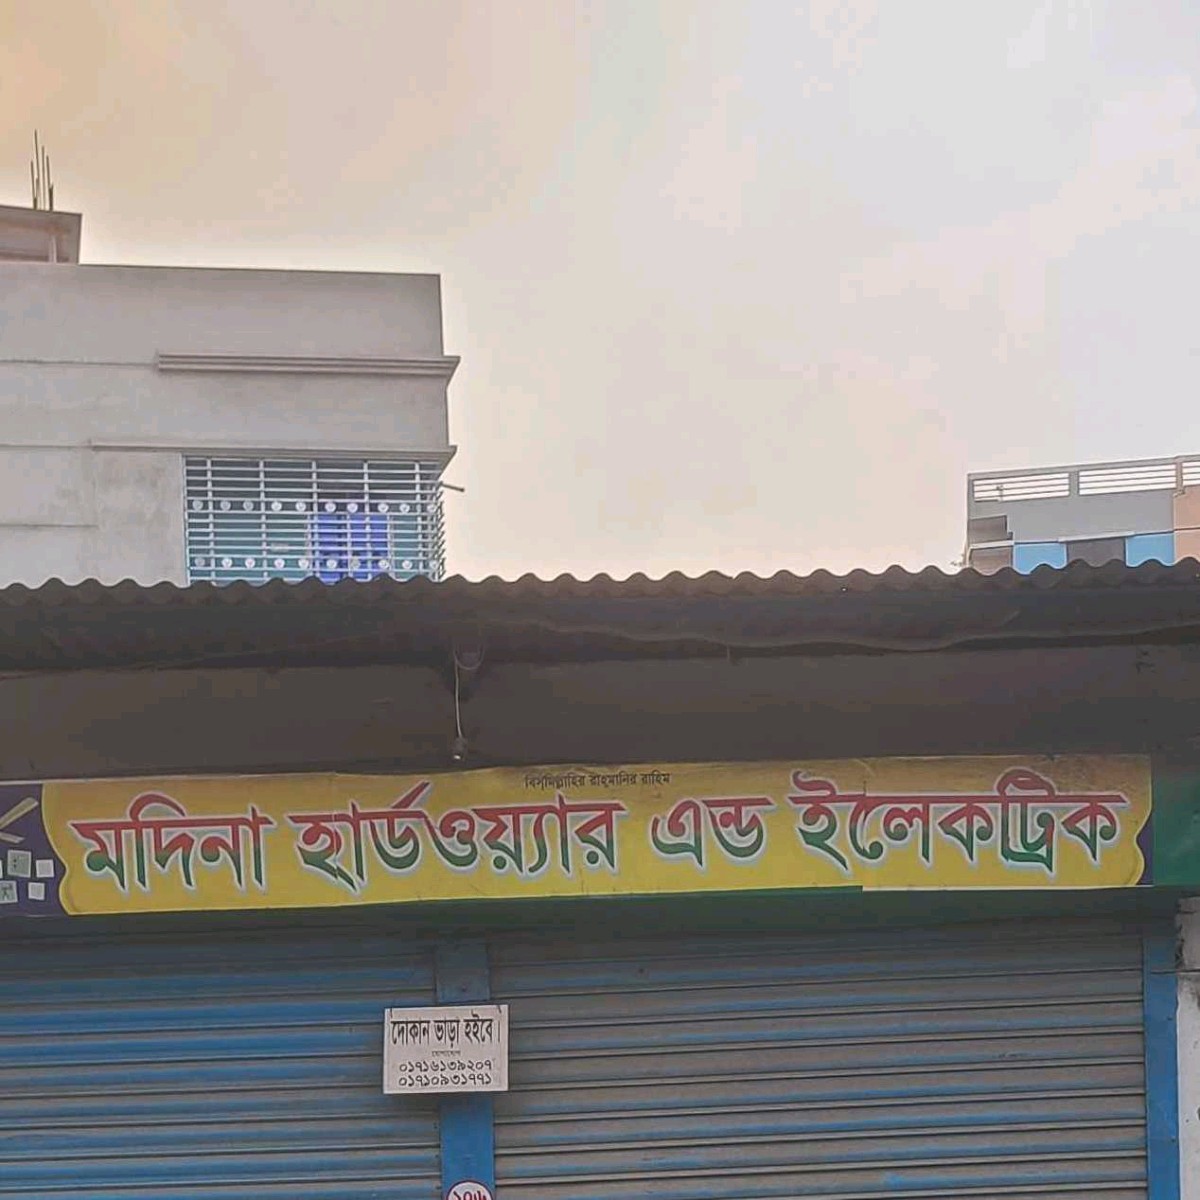 বিসমিল্লাহির রাহমানির রাহিম
মদিনা হার্ডওয়্যার এন্ড ইলেকট্রিক
দোকান ভাড়া হইবে।
যোগাযোগ
০১৭১৬১৩৯২০৭
০১৭১০৯৩১৭৭১